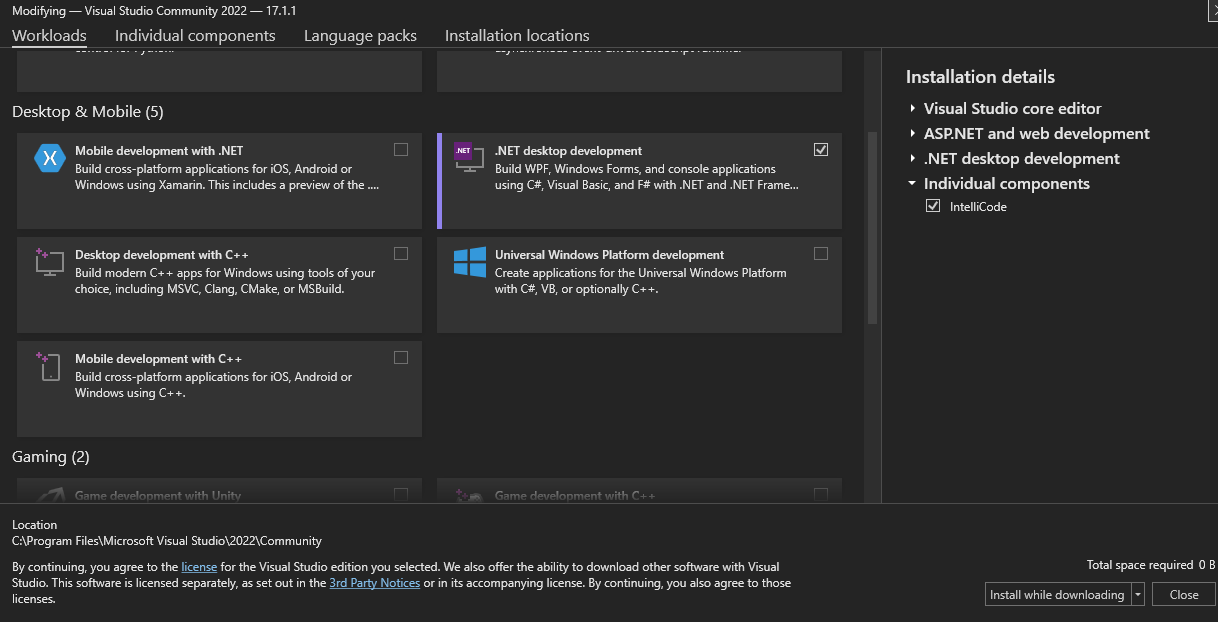 Modifying — Visual Studio Community 2022 — 17.1.1
Workloads Individual components Language packs Installation locations
Desktop & Mobile (5)
Mobile development with .NET
Build cross-platform applications for iOS, Android or
Windows using Xamarin. This includes a preview of the ....
.NET desktop development
Build WPF, Windows Forms, and console applications
using C#, Visual Basic, and F# with .NET and .NET Frame...
.NET
Desktop development with C++
Build modern C++ apps for Windows using tools of your
choice, including MSVC, Clang, CMake, or MSBuild.
Universal Windows Platform development
Create applications for the Universal Windows Platform
with C#, VB, or optionally C++.
Mobile development with C++
Build cross-platform applications for iOS, Android or
Windows using C++.
Gaming (2)
Game development with Unity
Game development with C++
Installation details
Visual Studio core editor
ASP.NET and web development
.NET desktop development
Individual components
IntelliCode
Location
C:\Program Files\Microsoft Visual Studio\2022\Community
By continuing, you agree to the license for the Visual Studio edition you selected. We also offer the ability to download other software with Visual
Studio. This software is licensed separately, as set out in the 3rd Party Notices or in its accompanying license. By continuing, you also agree to those
licenses.
Total space required 0 B
Install while downloading
Close